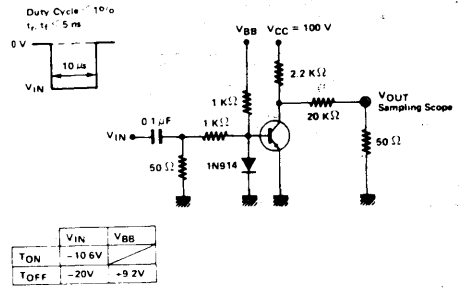 Duty Cycle = 1%
tr, tf < 5 ns
0 V
10 μs
VIN
VBB
VCC = 100 V
2.2 KΩ
1 KΩ
VOUT
Sampling Scope
20 KΩ
0.1 μF
1 KΩ
VIN
50 Ω
1N914
50 Ω
VIN VBB
TON -10.6V
TOFF -20V +9.2V